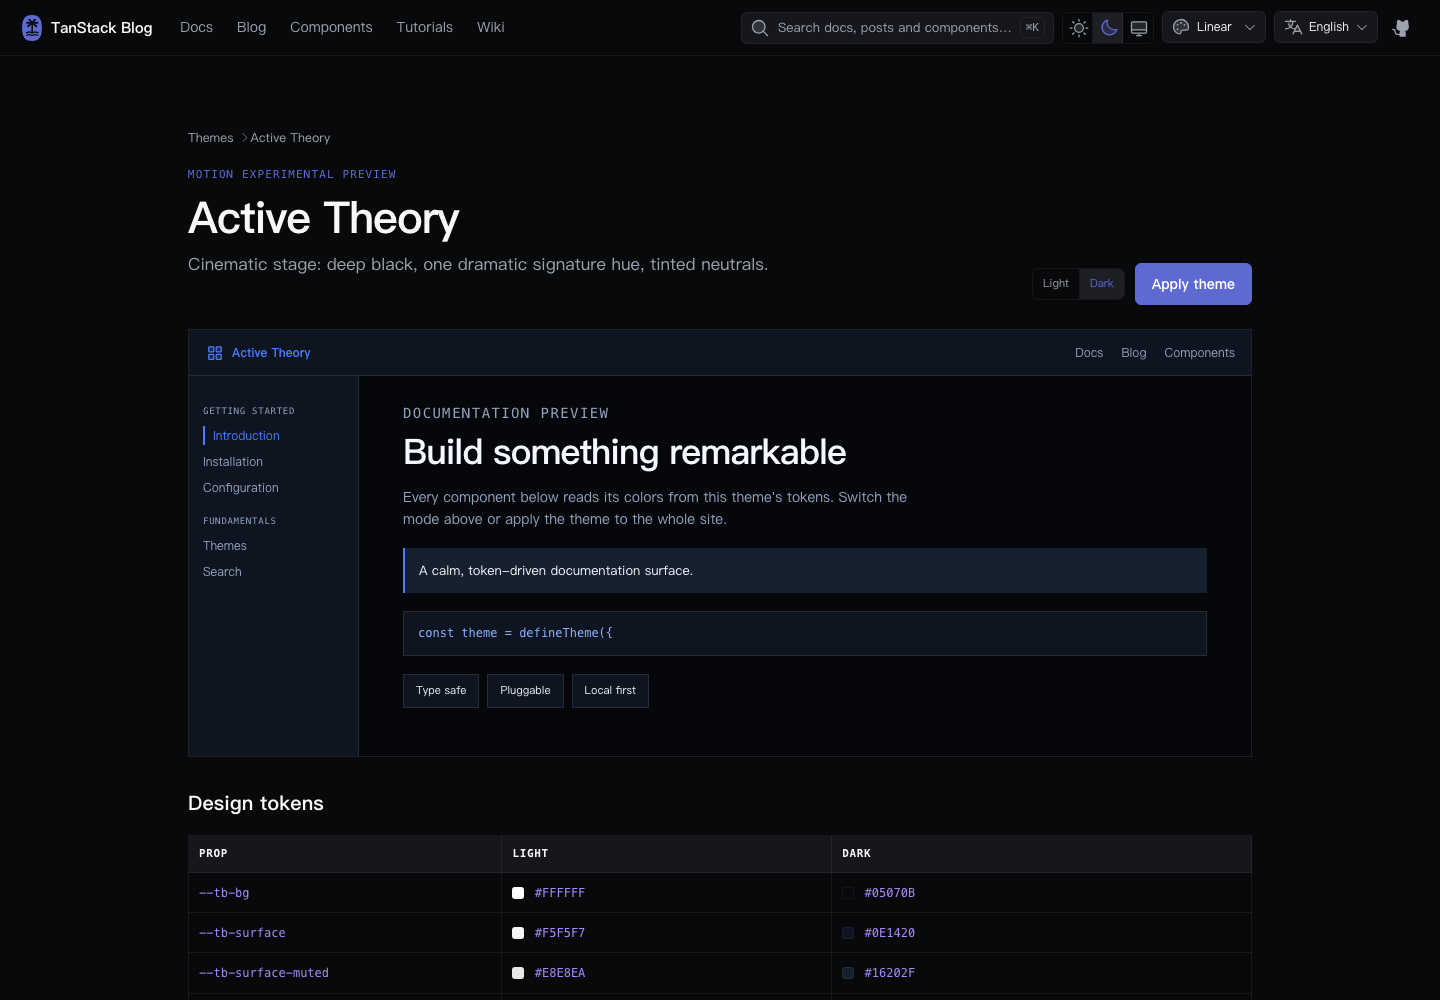 TanStack Blog
Docs
Blog
Components
Tutorials
Wiki
Search docs, posts and components...
⌘K
Linear
English
Themes
Active Theory
MOTION EXPERIMENTAL PREVIEW
Active Theory
Cinematic stage: deep black, one dramatic signature hue, tinted neutrals.
Light
Dark
Apply theme
Active Theory
Docs
Blog
Components
GETTING STARTED
Introduction
Installation
Configuration
FUNDAMENTALS
Themes
Search
DOCUMENTATION PREVIEW
Build something remarkable
Every component below reads its colors from this theme's tokens. Switch the
mode above or apply the theme to the whole site.
A calm, token-driven documentation surface.
const theme = defineTheme({
Type safe
Pluggable
Local first
Design tokens
PROP
LIGHT
DARK
--tb-bg
#FFFFFF
#05070B
--tb-surface
#F5F5F7
#0E1420
--tb-surface-muted
#E8E8EA
#16202F